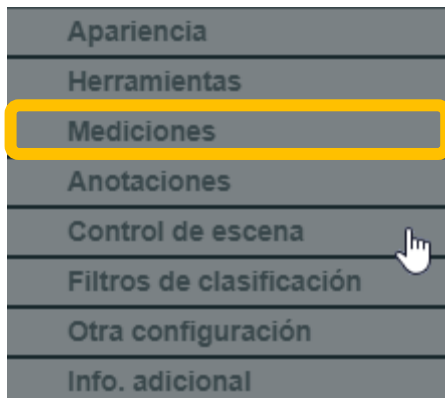 Apariencia
Herramientas
Mediciones
Anotaciones
Control de escena
Filtros de clasificación
Otra configuración
Info. adicional